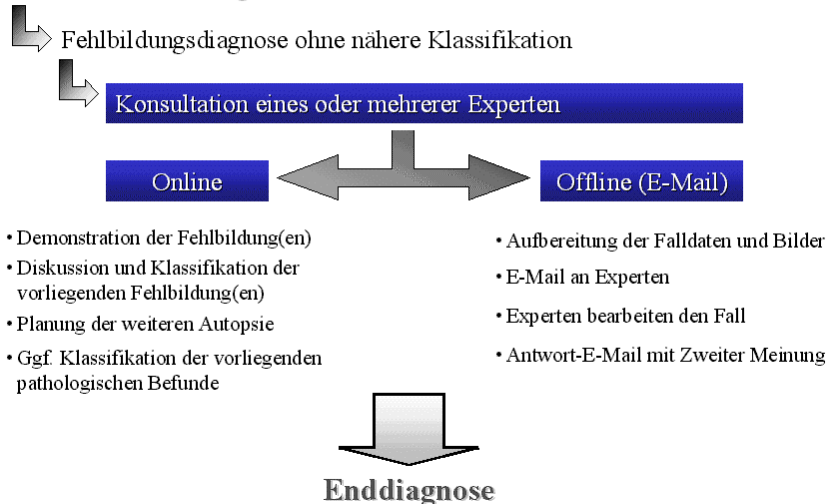 Fehlbildungsdiagnose ohne nähere Klassifikation
Konsultation eines oder mehrerer Experten
Online
Offline (E-Mail)
• Demonstration der Fehlbildung(en)
• Diskussion und Klassifikation der
vorliegenden Fehlbildung(en)
• Planung der weiteren Autopsie
• Ggf. Klassifikation der vorliegenden
pathologischen Befunde
• Aufbereitung der Falldaten und Bilder
• E-Mail an Experten
• Experten bearbeiten den Fall
• Antwort-E-Mail mit Zweiter Meinung
Enddiagnose